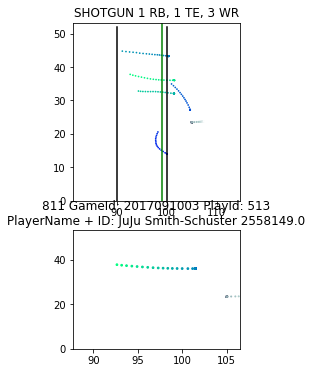 SHOTGUN 1 RB, 1 TE, 3 WR
50
40
30
20
10
0
90 100 110
811 GameId: 2017091003 PlayId: 513
PlayerName + ID: JuJu Smith-Schuster 2558149.0
40
20
0
90 95 100 105